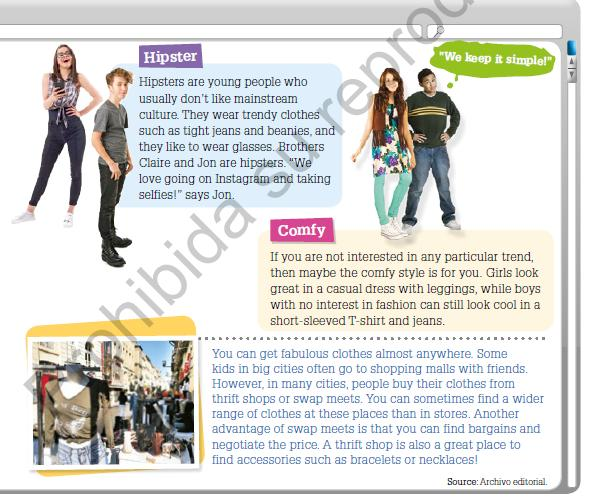 Hipster
Hipsters are young people who
usually don't like mainstream
culture. They wear trendy clothes
such as tight jeans and beanies, and
they like to wear glasses. Brothers
Claire and Jon are hipsters. "We
love going on Instagram and taking
selfies!" says Jon.
"We keep it simple!"
Comfy
If you are not interested in any particular trend,
then maybe the comfy style is for you. Girls look
great in a casual dress with leggings, while boys
with no interest in fashion can still look cool in a
short-sleeved T-shirt and jeans.
You can get fabulous clothes almost anywhere. Some
kids in big cities often go to shopping malls with friends.
However, in many cities, people buy their clothes from
thrift shops or swap meets. You can sometimes find a wider
range of clothes at these places than in stores. Another
advantage of swap meets is that you can find bargains and
negotiate the price. A thrift shop is also a great place to
find accessories such as bracelets or necklaces!
Source: Archivo editorial.